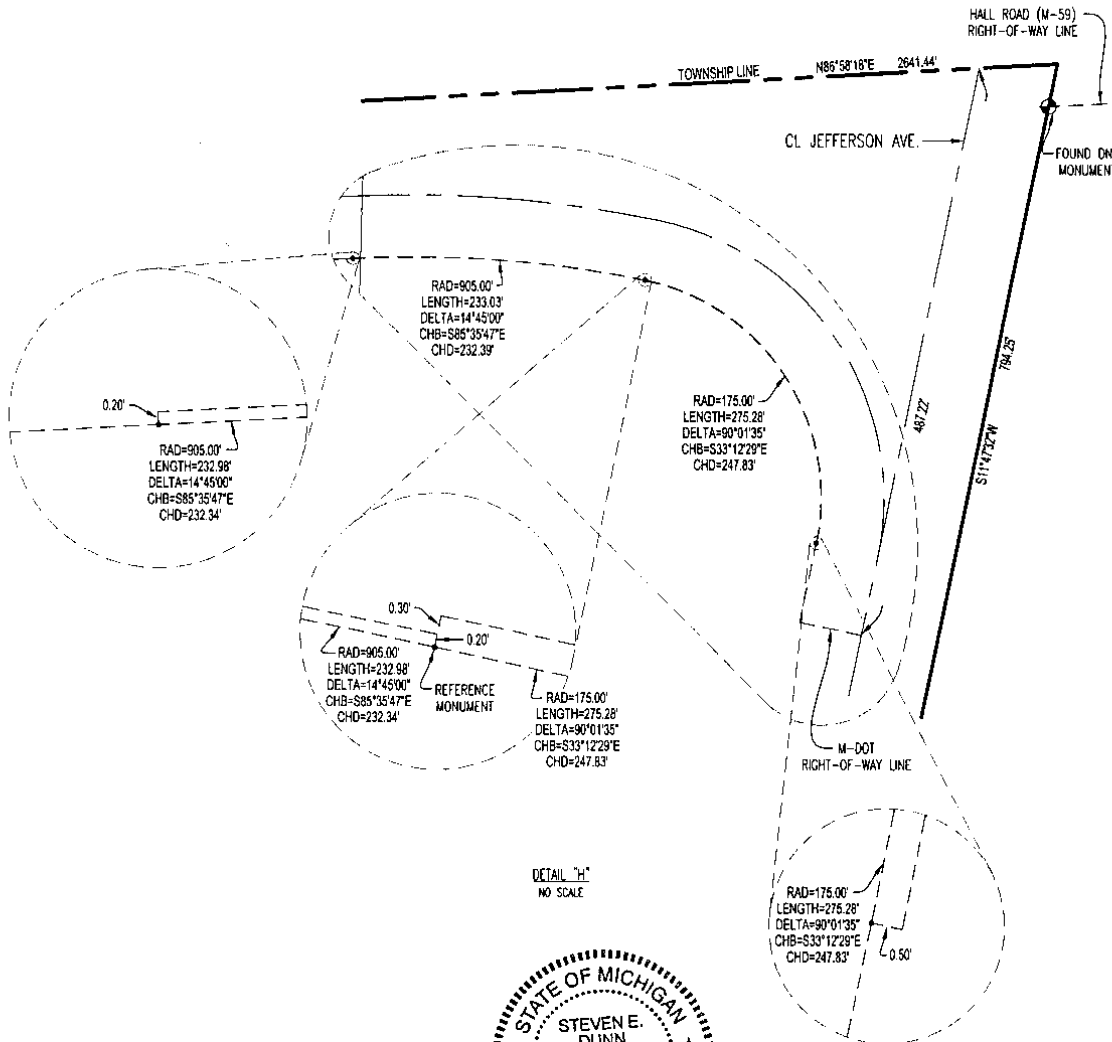 HALL ROAD (M-59)
RIGHT-OF-WAY LINE
TOWNSHIP LINE
N86°58'18"E 2641.44'
CL JEFFERSON AVE.
FOUND
MONUMENT
RAD=905.00'
LENGTH=233.03'
DELTA=14°45'00"
CHB=S85°35'47"E
CHD=232.39'
794.25'
487.22'
S11°47'32"W
0.20'
RAD=905.00'
LENGTH=232.98'
DELTA=14°45'00"
CHB=S85°35'47"E
CHD=232.34'
RAD=175.00'
LENGTH=275.28'
DELTA=90°01'35"
CHB=S33°12'29"E
CHD=247.83'
0.30'
0.20'
RAD=905.00'
LENGTH=232.98'
DELTA=14°45'00"
CHB=S85°35'47"E
CHD=232.34'
REFERENCE
MONUMENT
RAD=175.00'
LENGTH=275.28'
DELTA=90°01'35"
CHB=S33°12'29"E
CHD=247.83'
M-DOT
RIGHT-OF-WAY LINE
DETAIL "H"
NO SCALE
RAD=175.00'
LENGTH=275.28'
DELTA=90°01'35"
CHB=S33°12'29"E
CHD=247.83'
0.50'
STATE OF MICHIGAN
STEVEN E.
DUNN